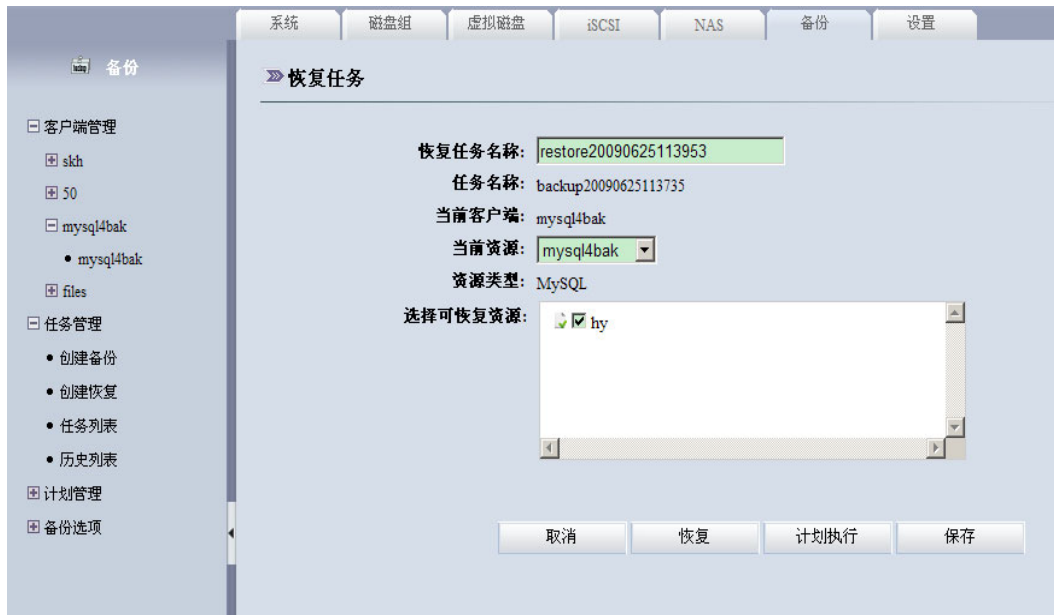 系统 磁盘组 虚拟磁盘 iSCSI NAS 备份 设置
备份
客户端管理
skh
50
mysql4bak
mysql4bak
files
任务管理
创建备份
创建恢复
任务列表
历史列表
计划管理
备份选项
恢复任务
恢复任务名称: restore20090625113953
任务名称: backup20090625113735
当前客户端: mysql4bak
当前资源: mysql4bak
资源类型: MySQL
选择可恢复资源: hy
取消 恢复 计划执行 保存